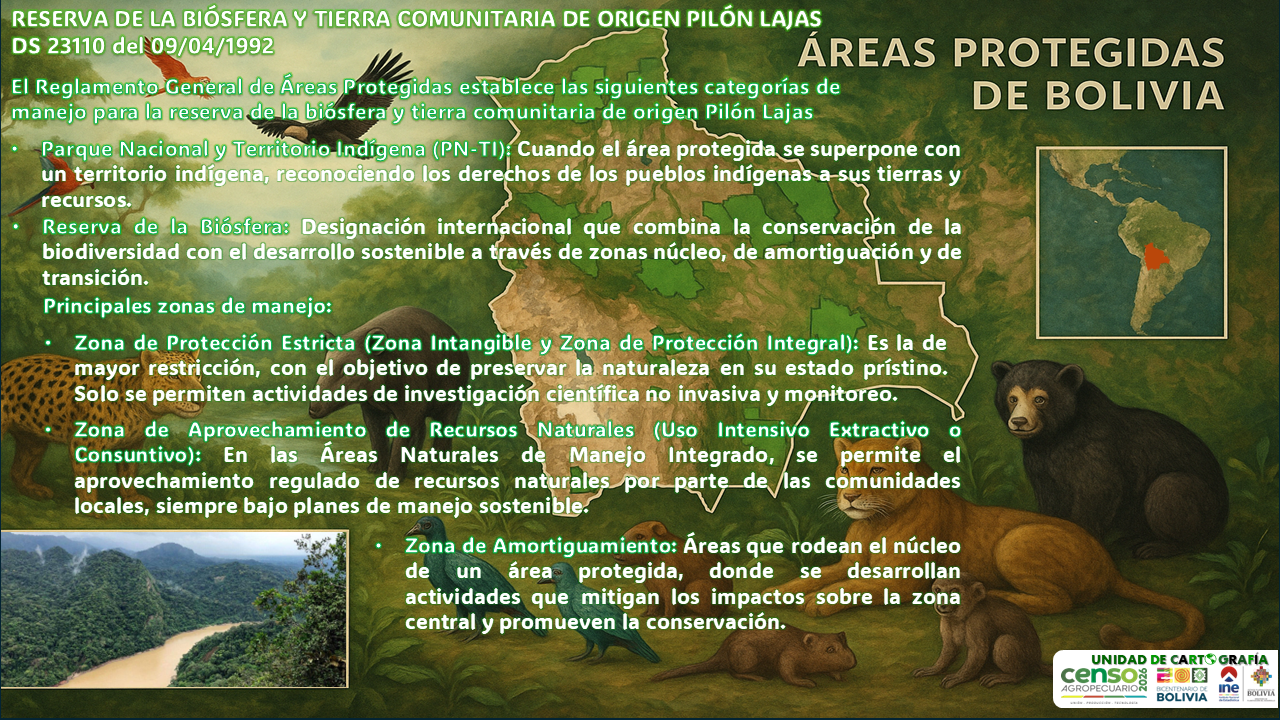 RESERVA DE LA BIÓSFERA Y TIERRA COMUNITARIA DE ORIGEN PILÓN LAJAS
DS 23110 del 09/04/1992
ÁREAS PROTEGIDAS
DE BOLIVIA
El Reglamento General de Áreas Protegidas establece las siguientes categorías de
manejo para la reserva de la biósfera y tierra comunitaria de origen Pilón Lajas
• Parque Nacional y Territorio Indígena (PN-TI): Cuando el área protegida se superpone con
un territorio indígena, reconociendo los derechos de los pueblos indígenas a sus tierras y
recursos.
• Reserva de la Biósfera: Designación internacional que combina la conservación de la
biodiversidad con el desarrollo sostenible a través de zonas núcleo, de amortiguación y de
transición.
Principales zonas de manejo:
• Zona de Protección Estricta (Zona Intangible y Zona de Protección Integral): Es la de
mayor restricción, con el objetivo de preservar la naturaleza en su estado prístino.
Solo se permiten actividades de investigación científica no invasiva y monitoreo.
• Zona de Aprovechamiento de Recursos Naturales (Uso Intensivo Extractivo o
Consuntivo): En las Áreas Naturales de Manejo Integrado, se permite el
aprovechamiento regulado de recursos naturales por parte de las comunidades
locales, siempre bajo planes de manejo sostenible.
• Zona de Amortiguamiento: Áreas que rodean el núcleo
de un área protegida, donde se desarrollan
actividades que mitigan los impactos sobre la zona
central y promueven la conservación.
UNIDAD DE CARTOGRAFÍA
censo
AGROPECUARIO
2026
BICENTENARIO DE
BOLIVIA
ine
BOLIVIA